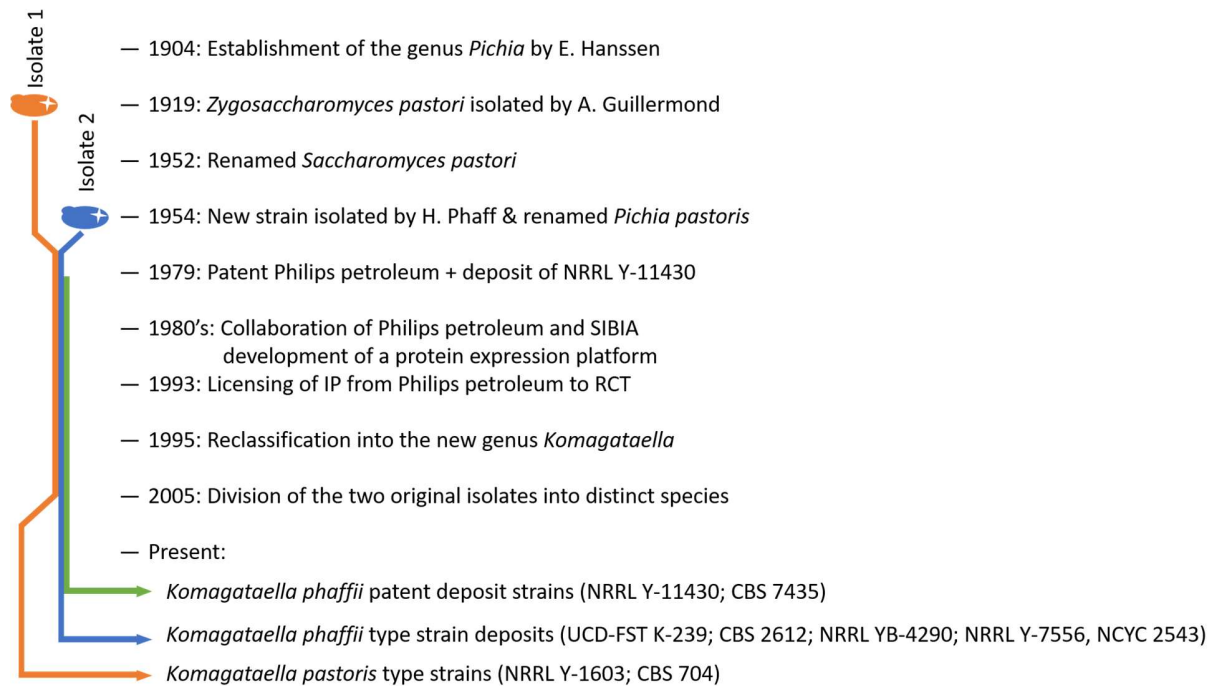 Isolate 1
Isolate 2
— 1904: Establishment of the genus Pichia by E. Hanssen
— 1919: Zygosaccharomyces pastori isolated by A. Guillermond
— 1952: Renamed Saccharomyces pastori
— 1954: New strain isolated by H. Phaff & renamed Pichia pastoris
— 1979: Patent Philips petroleum + deposit of NRRL Y-11430
— 1980's: Collaboration of Philips petroleum and SIBIA
development of a protein expression platform
— 1993: Licensing of IP from Philips petroleum to RCT
— 1995: Reclassification into the new genus Komagataella
— 2005: Division of the two original isolates into distinct species
— Present:
Komagataella phaffii patent deposit strains (NRRL Y-11430; CBS 7435)
Komagataella phaffii type strain deposits (UCD-FST K-239; CBS 2612; NRRL YB-4290; NRRL Y-7556, NCYC 2543)
Komagataella pastoris type strains (NRRL Y-1603; CBS 704)